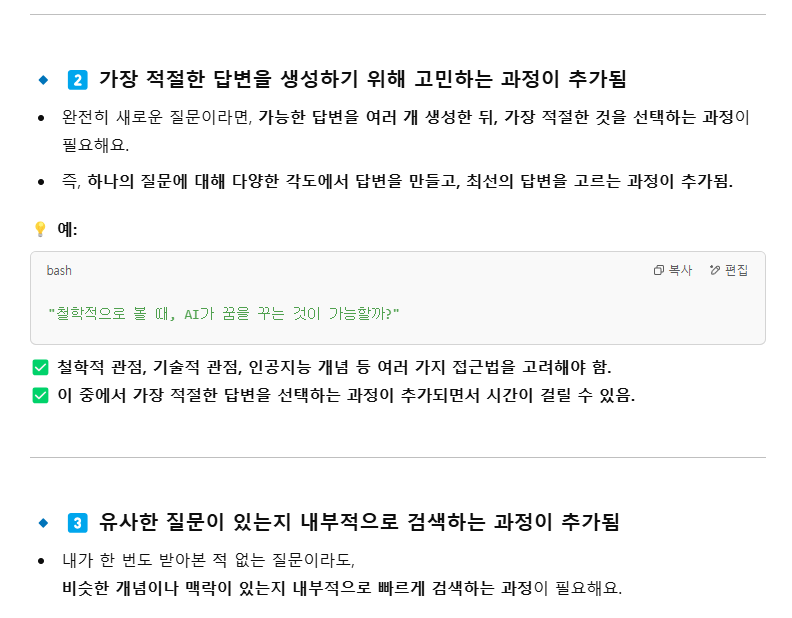 2 가장 적절한 답변을 생성하기 위해 고민하는 과정이 추가됨
완전히 새로운 질문이라면, 가능한 답변을 여러 개 생성한 뒤, 가장 적절한 것을 선택하는 과정이
필요해요.
즉, 하나의 질문에 대해 다양한 각도에서 답변을 만들고, 최선의 답변을 고르는 과정이 추가됨.
예:
bash 복사 편집
"철학적으로 볼 때, AI가 꿈을 꾸는 것이 가능할까?"
철학적 관점, 기술적 관점, 인공지능 개념 등 여러 가지 접근법을 고려해야 함.
이 중에서 가장 적절한 답변을 선택하는 과정이 추가되면서 시간이 걸릴 수 있음.
3 유사한 질문이 있는지 내부적으로 검색하는 과정이 추가됨
내가 한 번도 받아본 적 없는 질문이라도,
비슷한 개념이나 맥락이 있는지 내부적으로 빠르게 검색하는 과정이 필요해요.